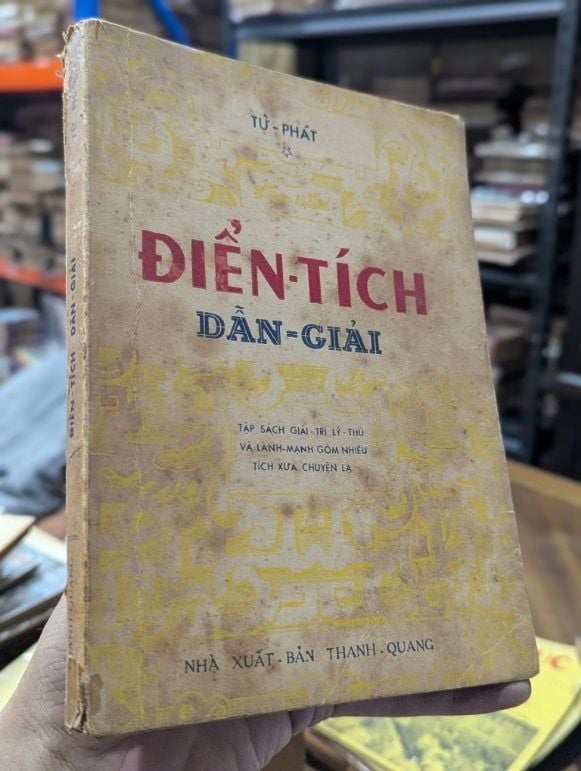 TỬ - PHÁT
ĐIỂN-TÍCH
DẪN-GIẢI
TẬP SÁCH GIẢI - TRÍ LÝ - THÚ
VÀ LÀNH-MẠNH GỒM NHIỀU
TÍCH XƯA CHUYỆN LẠ
NHÀ XUẤT - BẢN THANH - QUANG
ĐIỂN - TÍCH DẪN - GIẢI